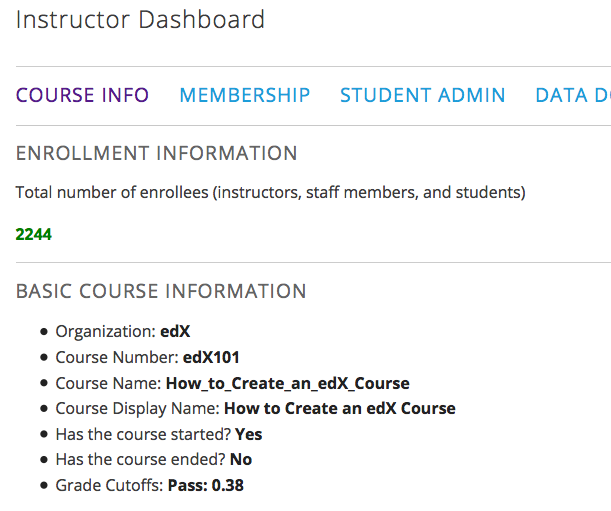 Instructor Dashboard
COURSE INFO MEMBERSHIP STUDENT ADMIN DATA
ENROLLMENT INFORMATION
Total number of enrollees (instructors, staff members, and students)
2244
BASIC COURSE INFORMATION
• Organization: edX
• Course Number: edX101
• Course Name: How_to_Create_an_edX_Course
• Course Display Name: How to Create an edX Course
• Has the course started? Yes
• Has the course ended? No
• Grade Cutoffs: Pass: 0.38